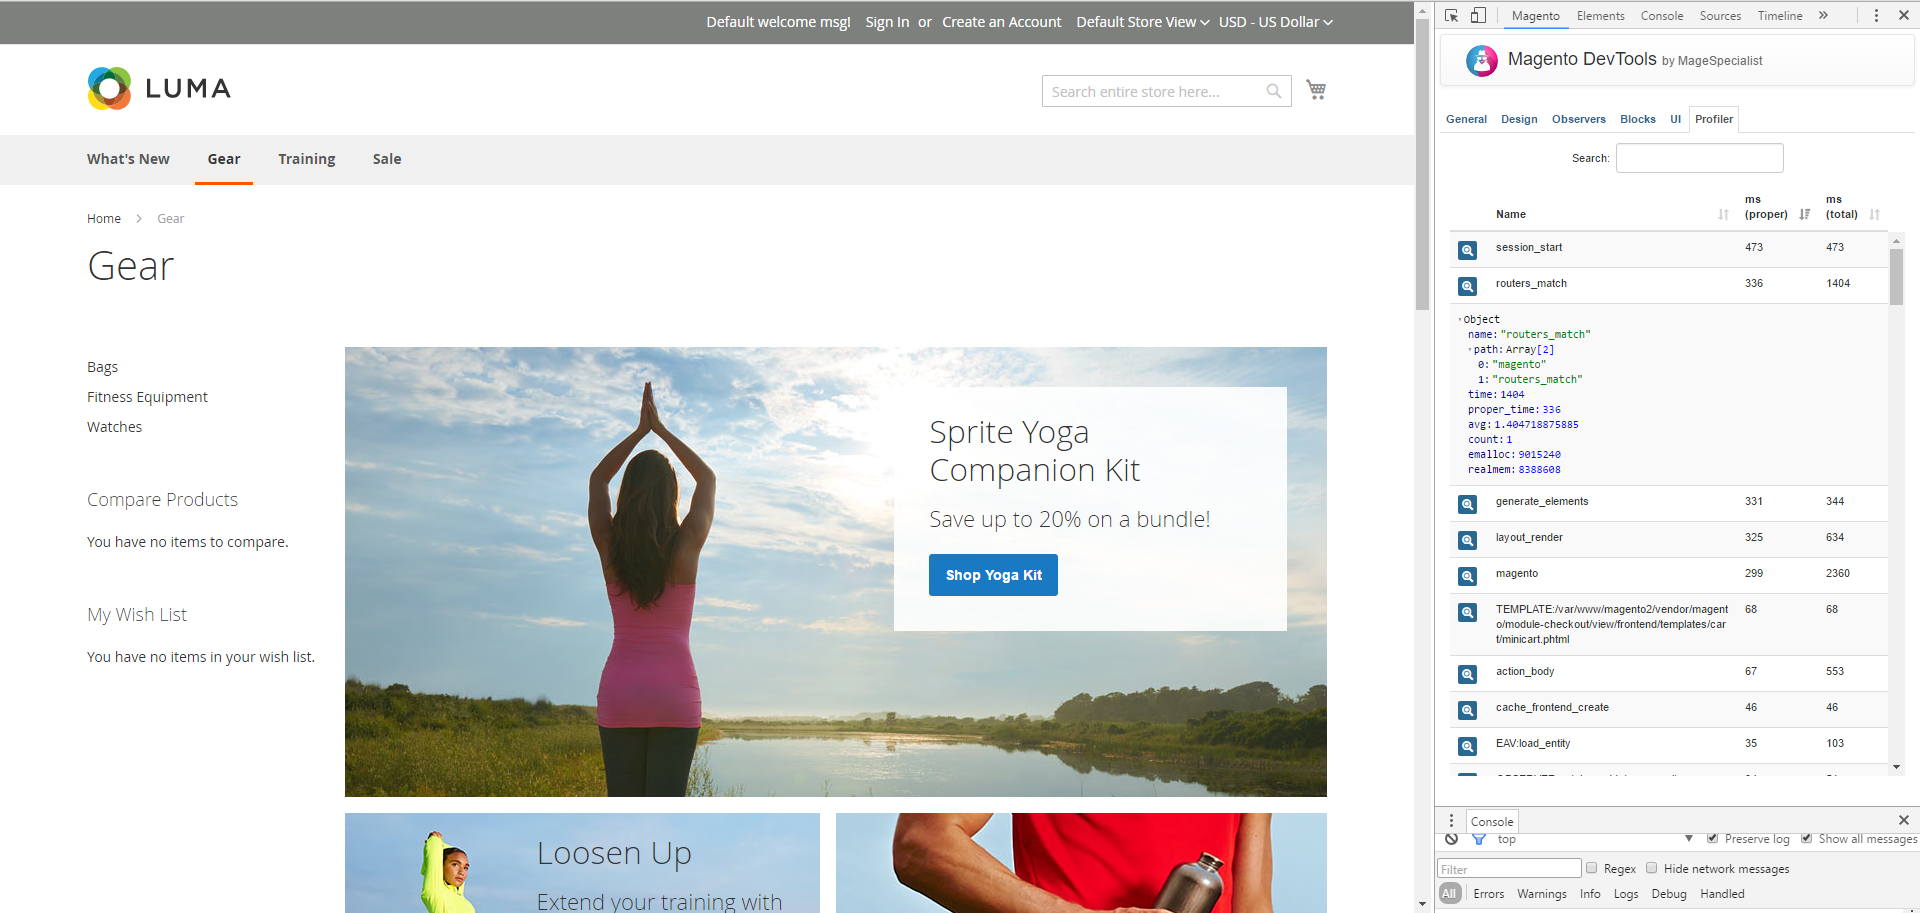 Default welcome msg! Sign In or Create an Account Default Store View USD - US Dollar
LUMA
Search entire store here...
What's New Gear Training Sale
Home Gear
Gear
Bags
Fitness Equipment
Watches
Compare Products
You have no items to compare.
My Wish List
You have no items in your wish list.
Sprite Yoga
Companion Kit
Save up to 20% on a bundle!
Shop Yoga Kit
Loosen Up
Extend your training with
Magento Elements Console Sources Timeline »
Magento DevTools by MageSpecialist
General Design Observers Blocks UI Profiler
Search:
Name ms (proper) ms (total)
session_start 473 473
routers_match 336 1404
Object
name: "routers_match"
path: Array[2]
0: "magento"
1: "routers_match"
time: 1404
proper_time: 336
avg: 1.404718875885
count: 1
emalloc: 9015240
realmem: 8388608
generate_elements 331 344
layout_render 325 634
magento 299 2360
TEMPLATE:/var/www/magento2/vendor/magent 68 68
o/module-checkout/view/frontend/templates/car
t/minicart.phtml
action_body 67 553
cache_frontend_create 46 46
EAV:load_entity 35 103
Console
top Preserve log Show all messages
Filter Regex Hide network messages
All Errors Warnings Info Logs Debug Handled